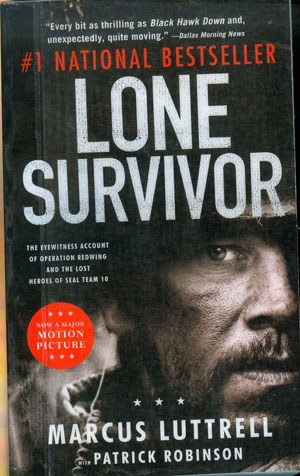 "Every bit as thrilling as Black Hawk Down and,
unexpectedly, quite moving." —Dallas Morning News
#1 NATIONAL BESTSELLER
LONE
SURVIVOR
THE EYEWITNESS ACCOUNT
OF OPERATION REDWING
AND THE LOST
HEROES OF SEAL TEAM 10
NOW A MAJOR
MOTION
PICTURE
MARCUS LUTTRELL
with PATRICK ROBINSON